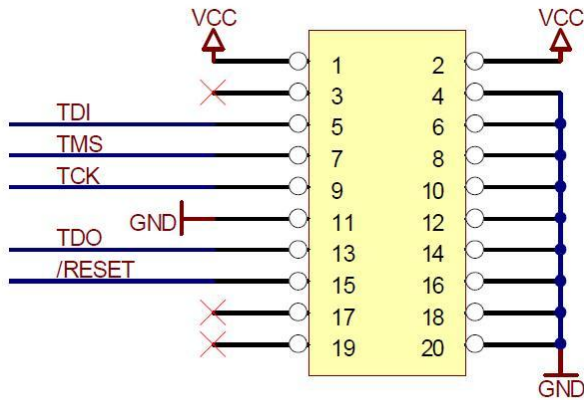 VCC VCC
1 2
3 4
TDI 5 6
TMS 7 8
TCK 9 10
GND 11 12
TDO 13 14
/RESET 15 16
17 18
19 20
GND